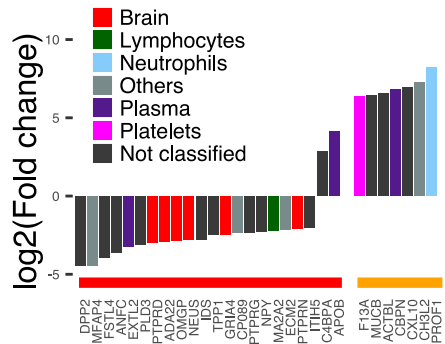 log2(Fold change)
10
5
0
-5
Brain
Lymphocytes
Neutrophils
Others
Plasma
Platelets
Not classified
DPP2
MFAP4
FSTL4
ANFC
EXTL2
PLD3
PTPRD
ADA22
OMGP
NEUS
IDS
TPP1
GRIA4
CP089
PTPRG
NPY
MA2A2
ECM2
PTPRN
ITIH5
C4BPA
APOB
F13A
MUCB
ACTBL
CBPN
CXL10
CH3L2
PROF1